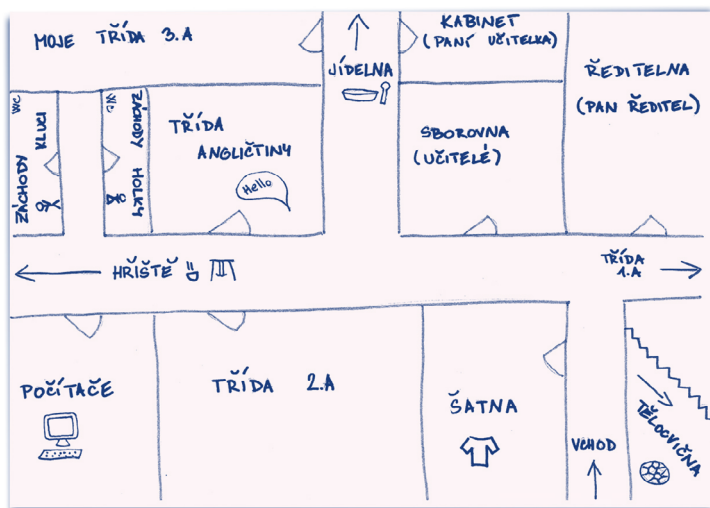 MOJE TŘÍDA 3.A
JÍDELNA
KABINET
(PANÍ UČITELKA)
ŘEDITELNA
(PAN ŘEDITEL)
WC
ZÁCHODY
KLUCI
WC
ZÁCHODY
HOLKY
TŘÍDA
ANGLIČTINY
Hello
SBOROVNA
(UČITELÉ)
HŘIŠTĚ
TŘÍDA
1.A
POČÍTAČE
TŘÍDA 2.A
ŠATNA
VCHOD
TĚLOCVIČNA